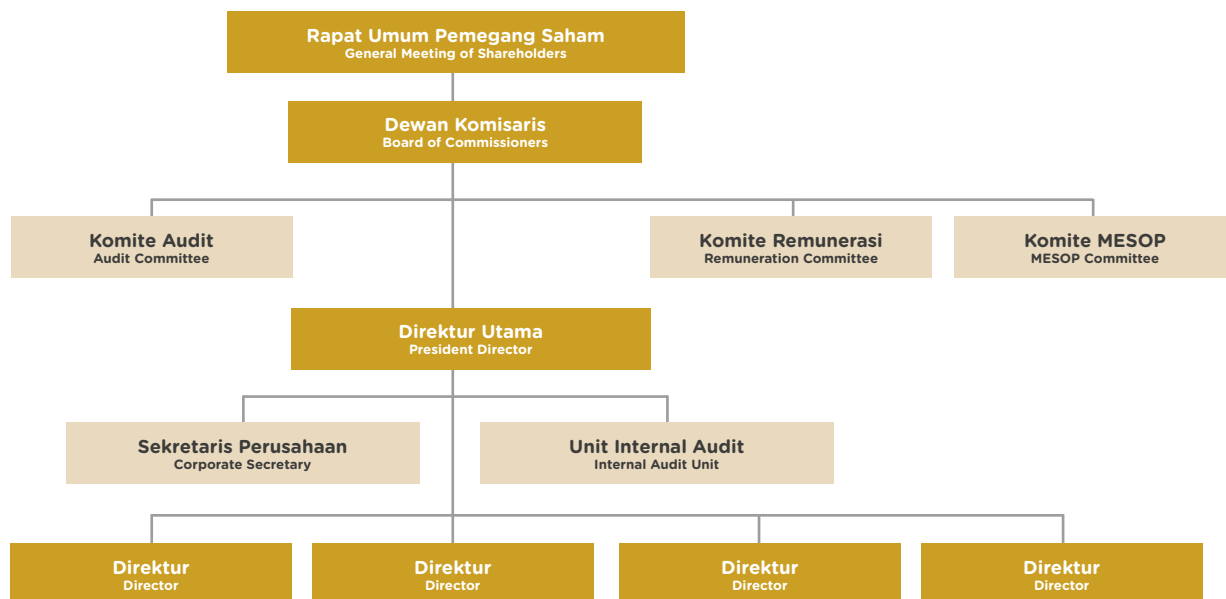 Rapat Umum Pemegang Saham
General Meeting of Shareholders
Dewan Komisaris
Board of Commissioners
Komite Audit
Audit Committee
Komite Remunerasi
Remuneration Committee
Komite MESOP
MESOP Committee
Direktur Utama
President Director
Sekretaris Perusahaan
Corporate Secretary
Unit Internal Audit
Internal Audit Unit
Direktur
Director
Direktur
Director
Direktur
Director
Direktur
Director